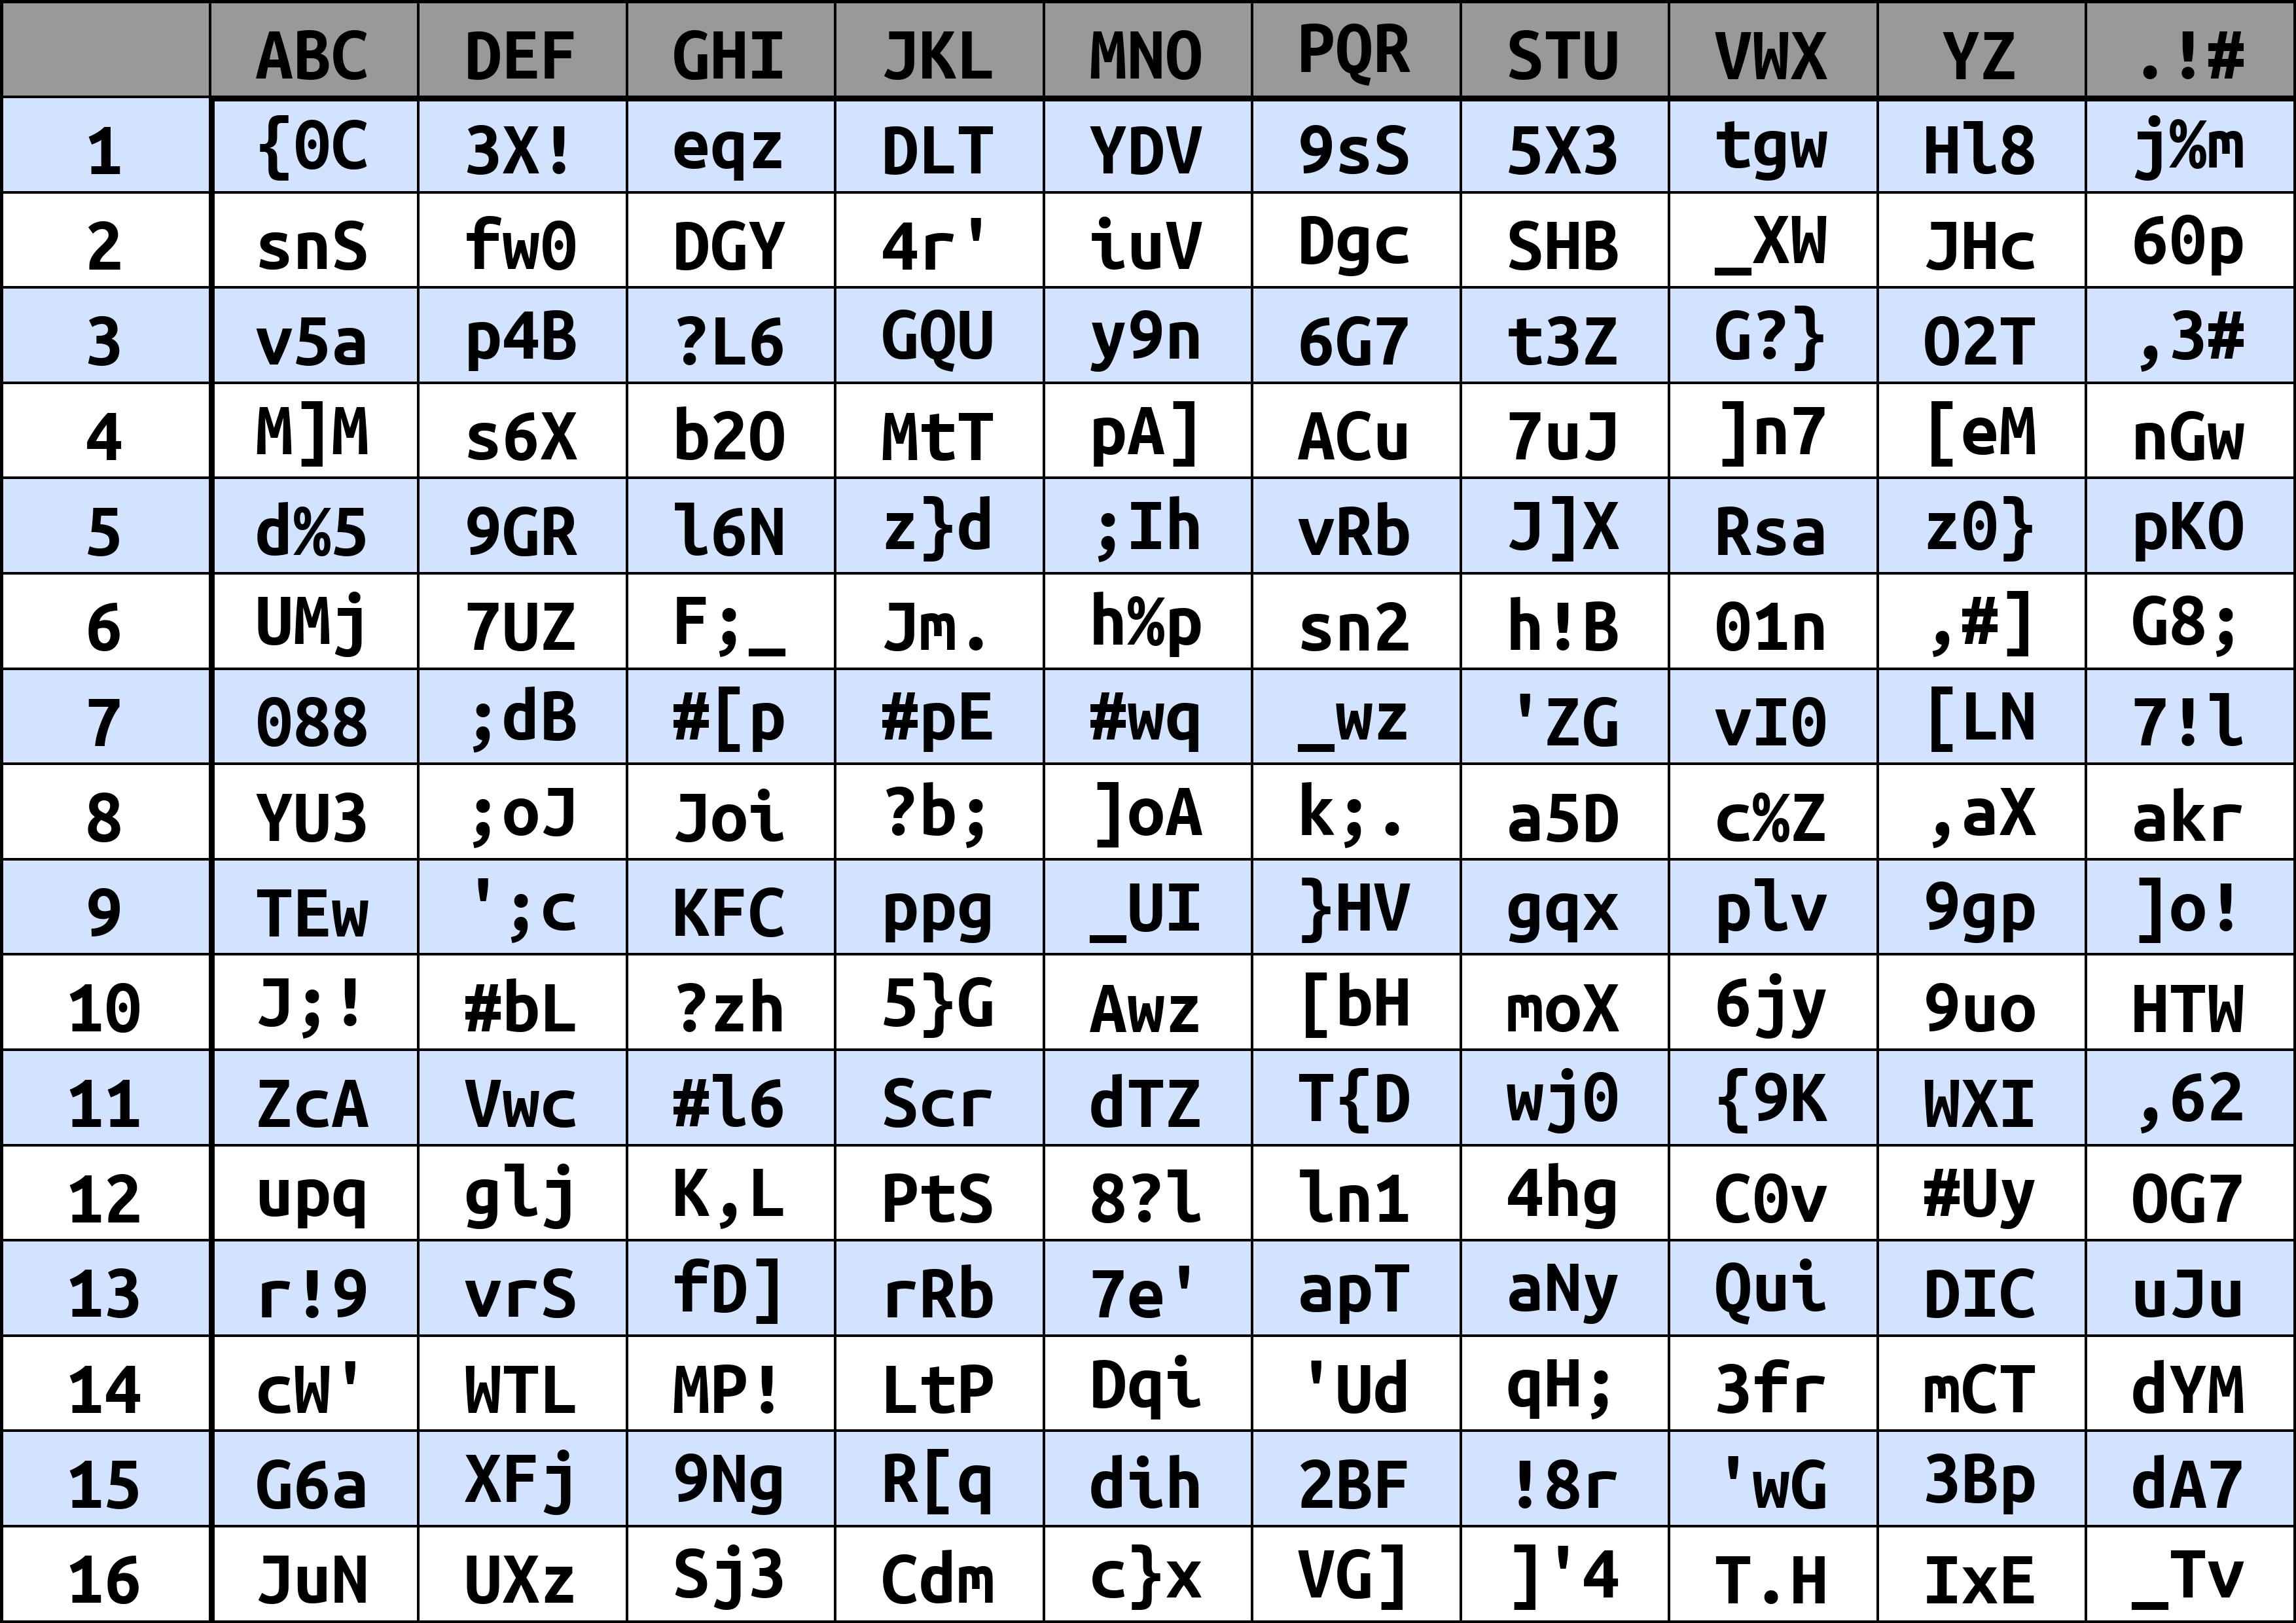 ABC DEF GHI JKL MNO PQR STU VWX YZ .!#
1 {0C 3X! eqz DLT YDV 9sS 5X3 tgw Hl8 j%m
2 snS fw0 DGY 4r' iuV Dgc SHB _XW JHc 60p
3 v5a p4B ?L6 GQU y9n 6G7 t3Z G?} O2T ,3#
4 M]M s6X b2O MtT pA] ACu 7uJ ]n7 [eM nGw
5 d%5 9GR l6N z}d ;Ih vRb J]X Rsa z0} pKO
6 UMj 7UZ F;_ Jm. h%p sn2 h!B 01n ,#] G8;
7 088 ;dB #[p #pE #wq _wz 'ZG vI0 [LN 7!l
8 YU3 ;oJ Joi ?b; ]oA k;. a5D c%Z ,aX akr
9 TEw ';c KFC ppg _UI }HV gqx plv 9gp ]o!
10 J;! #bL ?zh 5}G Awz [bH moX 6jy 9uo HTW
11 ZcA Vwc #l6 Scr dTZ T{D wj0 {9K WXI ,62
12 upq glj K,L PtS 8?l ln1 4hg C0v #Uy OG7
13 r!9 vrS fD] rRb 7e' apT aNy Qui DIC uJu
14 cW' WTL MP! LtP Dqi 'Ud qH; 3fr mCT dYM
15 G6a XFj 9Ng R[q dih 2BF !8r 'wG 3Bp dA7
16 JuN UXz Sj3 Cdm c}x VG] ]'4 T.H IxE _Tv